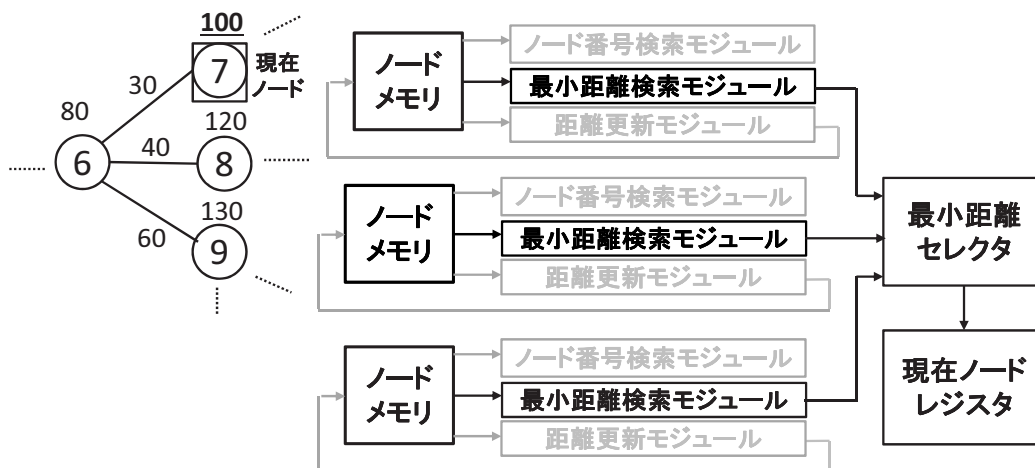 100
7
現在
ノード
30
80
120
6
40
8
130
60
9
ノード
メモリ
ノード番号検索モジュール
最小距離検索モジュール
距離更新モジュール
ノード
メモリ
ノード番号検索モジュール
最小距離検索モジュール
距離更新モジュール
ノード
メモリ
ノード番号検索モジュール
最小距離検索モジュール
距離更新モジュール
最小距離
セレクタ
現在ノード
レジスタ